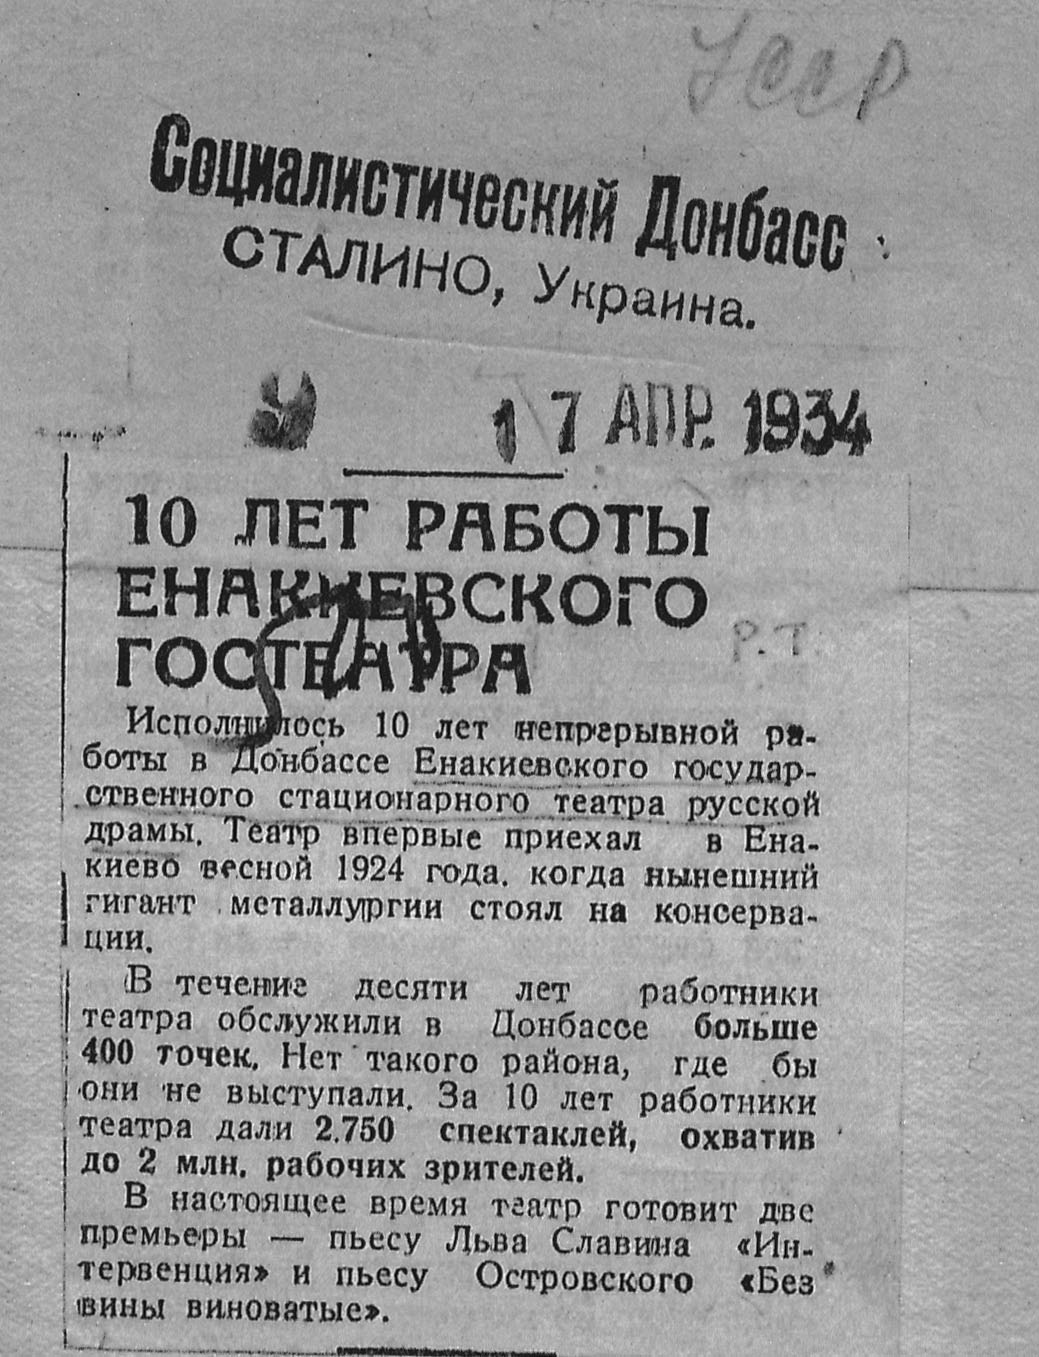 УССР
Социалистический Донбасс
СТАЛИНО, Украина.
17 АПР. 1934
10 ЛЕТ РАБОТЫ
ЕНАКИЕВСКОГО
ГОСТЕАТРА
Р.Т.
Исполнилось 10 лет непрерывной ра-
боты в Донбассе Енакиевского государ-
ственного стационарного театра русской
драмы. Театр впервые приехал в Ена-
киево весной 1924 года. когда нынешний
гигант металлургии стоял на консерва-
ции.
В течение десяти лет работники
театра обслужили в Донбассе больше
400 точек. Нет такого района, где бы
они не выступали. За 10 лет работники
театра дали 2.750 спектаклей, охватив
до 2 млн. рабочих зрителей.
В настоящее время театр готовит две
премьеры — пьесу Льва Славина «Ин-
тервенция» и пьесу Островского «Без
вины виноватые».